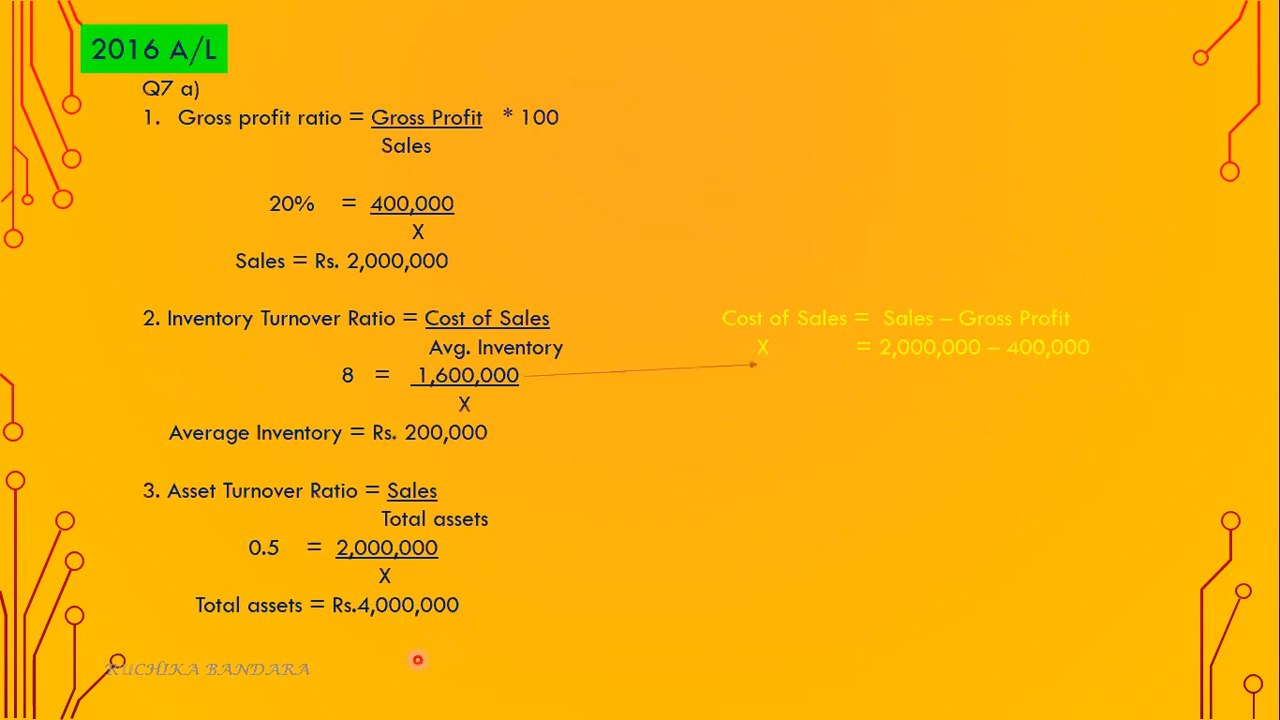 2016 A/L
Q7 a)
1. Gross profit ratio = Gross Profit * 100
Sales
20% = 400,000
X
Sales = Rs. 2,000,000
2. Inventory Turnover Ratio = Cost of Sales
Avg. Inventory
8 = 1,600,000
X
Average Inventory = Rs. 200,000
Cost of Sales = Sales – Gross Profit
X = 2,000,000 – 400,000
3. Asset Turnover Ratio = Sales
Total assets
0.5 = 2,000,000
X
Total assets = Rs.4,000,000
RUCHIKA BANDARA